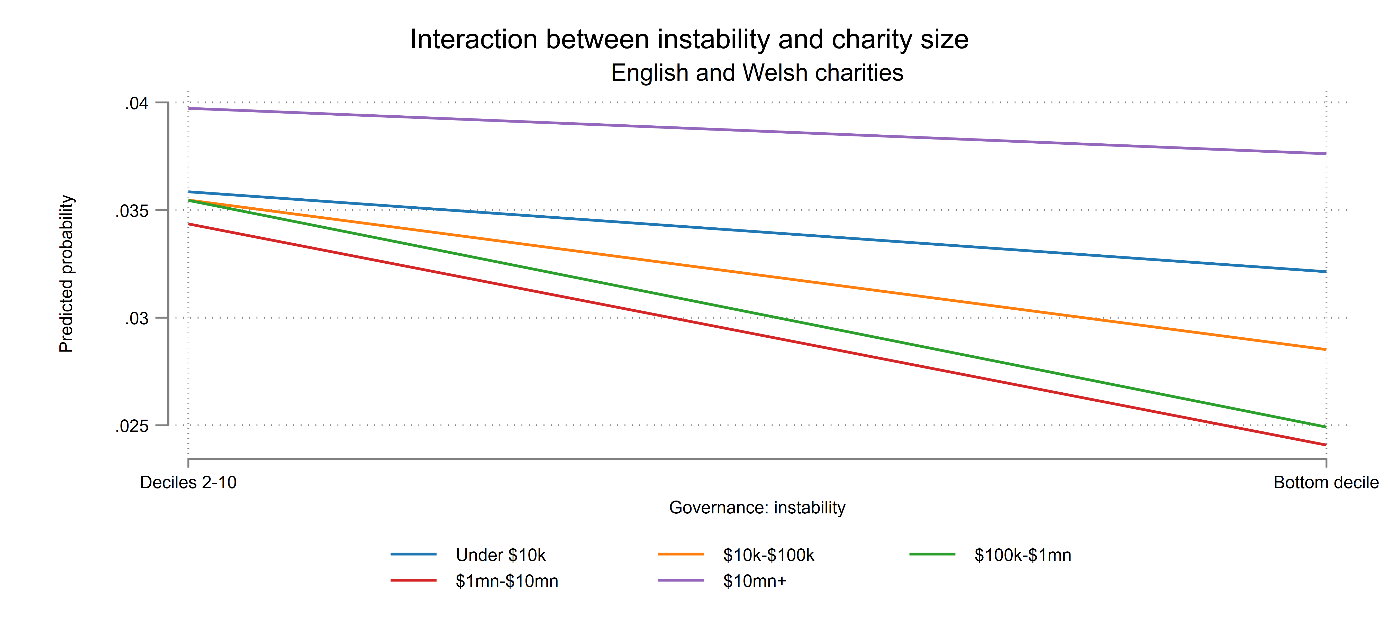 Interaction between instability and charity size
English and Welsh charities
.04
.035
.03
.025
Predicted probability
Deciles 2-10
Bottom decile
Governance: instability
Under $10k
$10k-$100k
$100k-$1mn
$1mn-$10mn
$10mn+